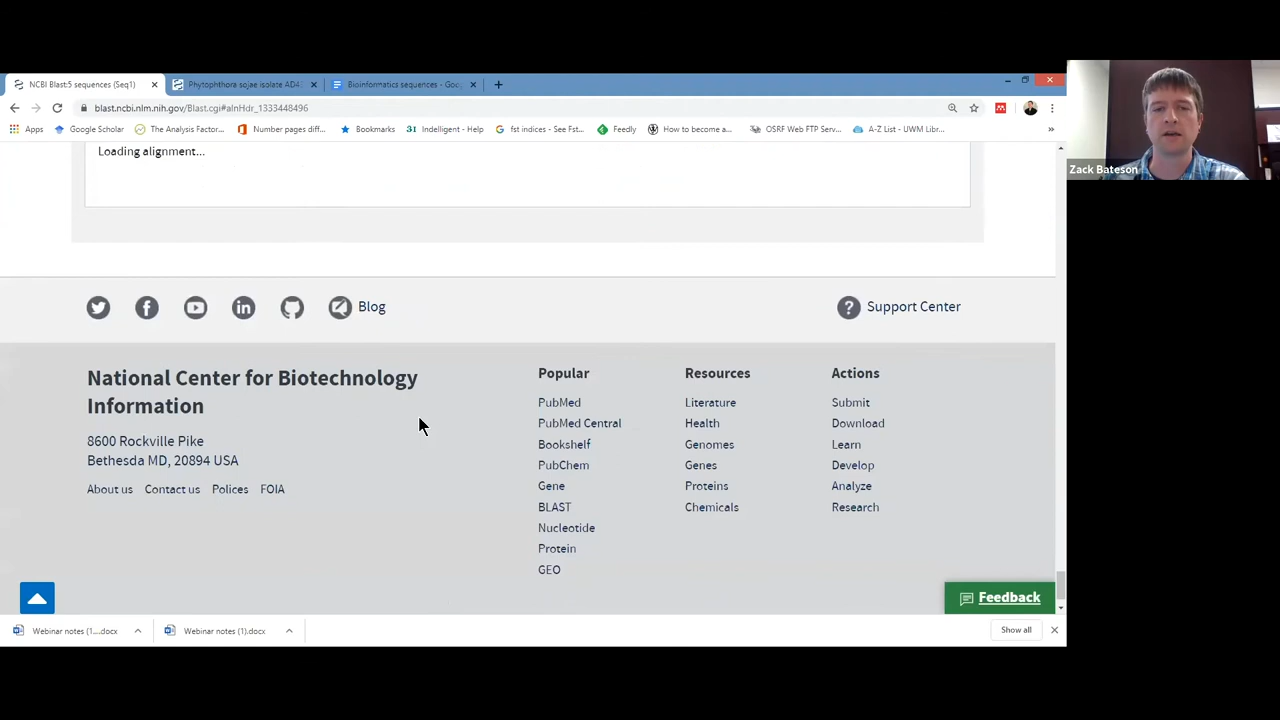 NCBI Blast:5 sequences (Seq1)
Phytophthora sojae isolate AD4
Bioinformatics sequences - Goo
blast.ncbi.nlm.nih.gov/Blast.cgi#alnHdr_1333448496
Apps
Google Scholar
The Analysis Factor...
Number pages diff...
Bookmarks
31 Indelligent - Help
fst indices - See Fst...
Feedly
How to become a...
OSRF Web FTP Serv...
A-Z List - UWM Libr...
Loading alignment...
Zack Bateson
Blog
Support Center
National Center for Biotechnology
Information
8600 Rockville Pike
Bethesda MD, 20894 USA
About us Contact us Polices FOIA
Popular
PubMed
PubMed Central
Bookshelf
PubChem
Gene
BLAST
Nucleotide
Protein
GEO
Resources
Literature
Health
Genomes
Genes
Proteins
Chemicals
Actions
Submit
Download
Learn
Develop
Analyze
Research
Feedback
Webinar notes (1....docx
Webinar notes (1).docx
Show all